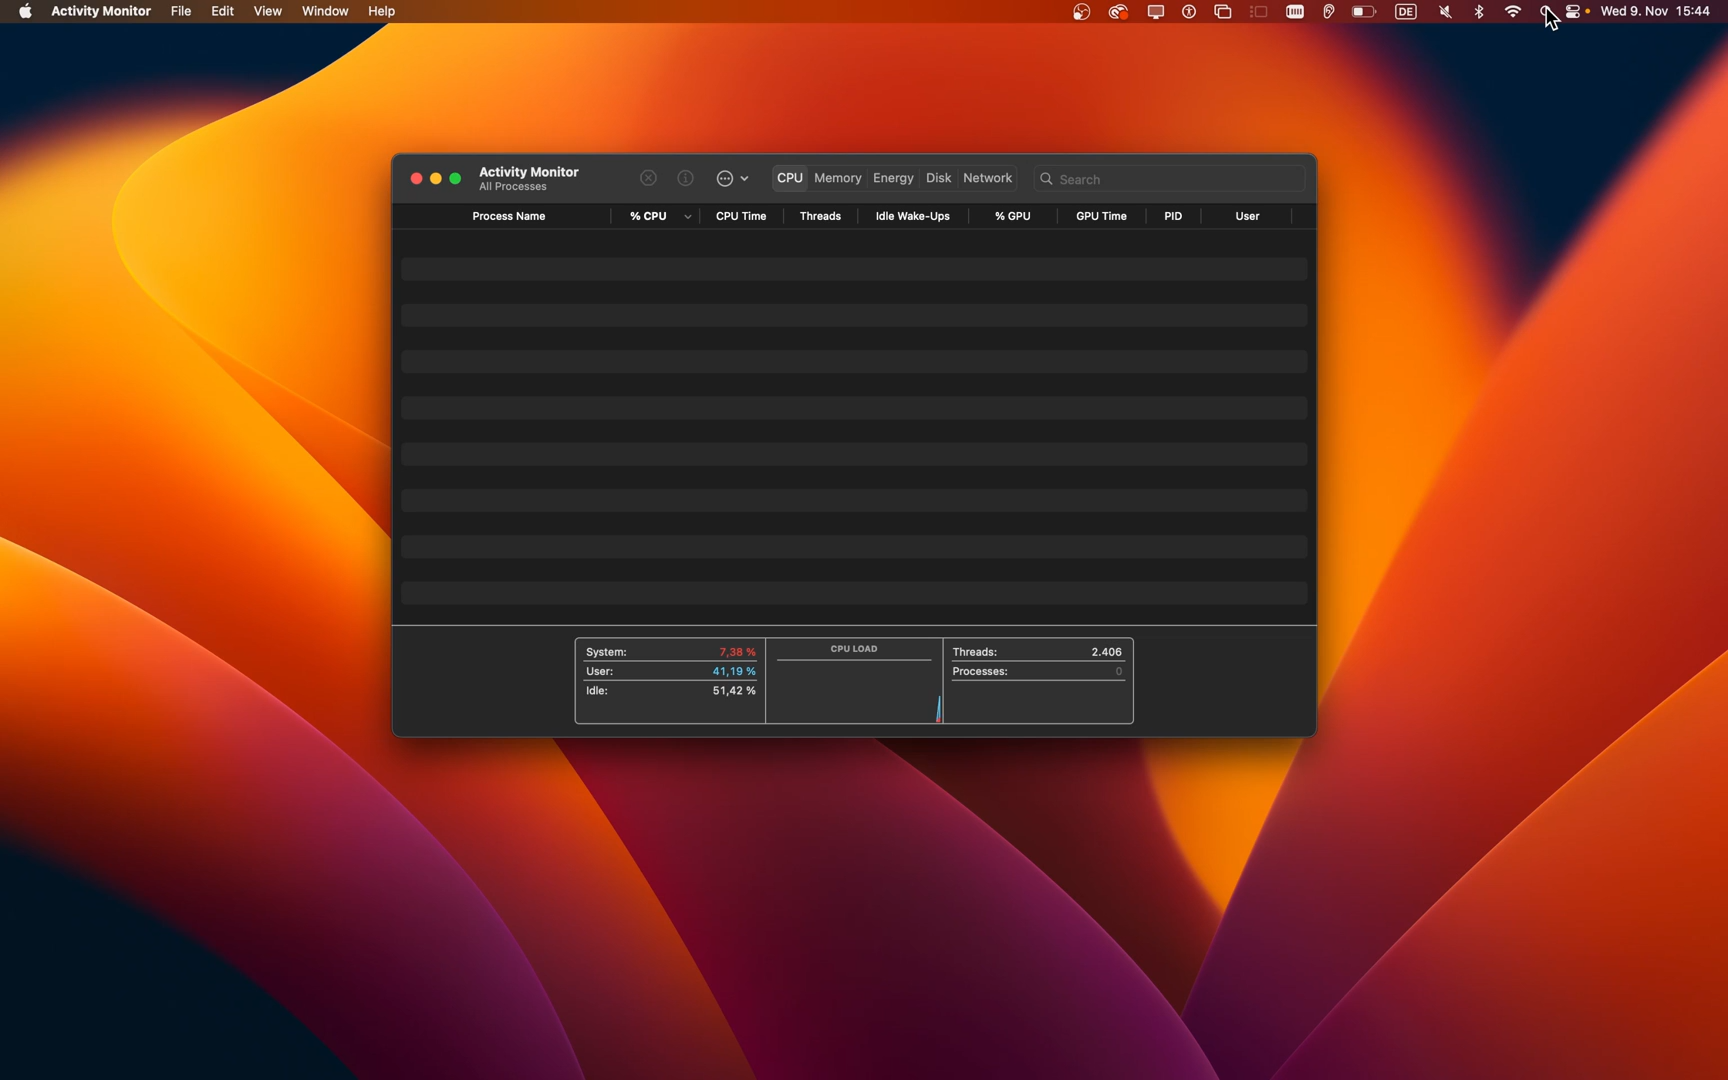 Activity Monitor File Edit View Window Help DE Wed 9. Nov 15:44
Activity Monitor
All Processes
CPU Memory Energy Disk Network Search
Process Name % CPU CPU Time Threads Idle Wake-Ups % GPU GPU Time PID User
System: 7,38 %
User: 41,19 %
Idle: 51,42 %
CPU LOAD
Threads: 2.406
Processes: 0